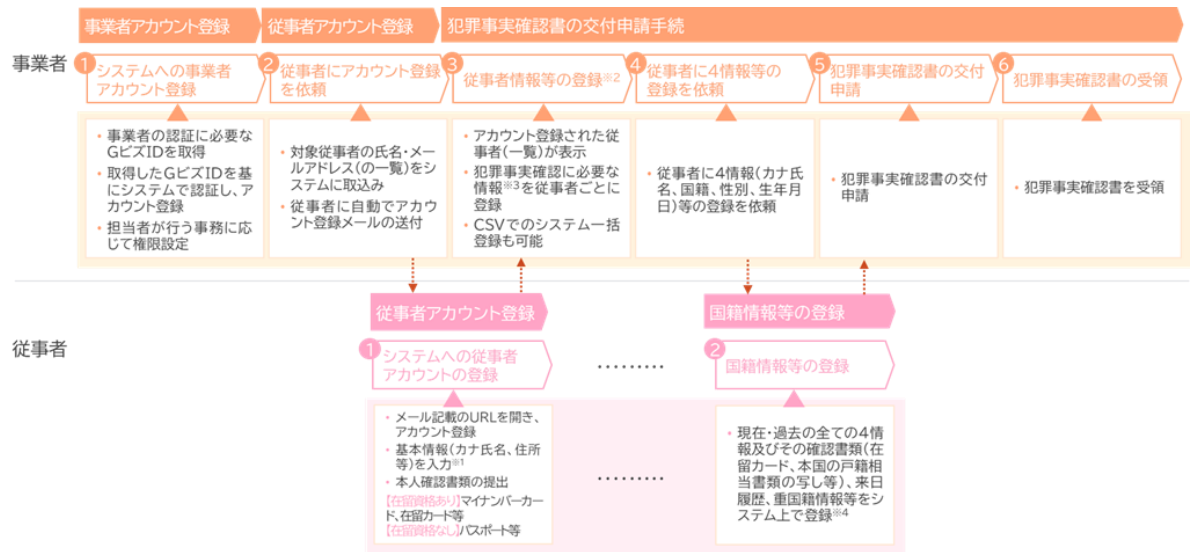 事業者アカウント登録
従事者アカウント登録
犯罪事実確認書の交付申請手続
事業者
1
システムへの事業者
アカウント登録
2
従事者にアカウント登録
を依頼
3
従事者情報等の登録※2
4
従事者に4情報等の
登録を依頼
5
犯罪事実確認書の交付
申請
6
犯罪事実確認書の受領
• 事業者の認証に必要な
GビズIDを取得
• 取得したGビズIDを基
にシステムで認証し、ア
カウント登録
• 担当者が行う事務に応
じて権限設定
• 対象従事者の氏名・メー
ルアドレス(の一覧)をシ
ステムに取込み
• 従事者に自動でアカウ
ント登録メールの送付
• アカウント登録された従
事者(一覧)が表示
• 犯罪事実確認に必要な
情報※3を従事者ごとに
登録
• CSVでのシステム一括
登録も可能
• 従事者に4情報(カナ氏
名、国籍、性別、生年月
日)等の登録を依頼
• 犯罪事実確認書の交付
申請
• 犯罪事実確認書を受領
従事者アカウント登録
国籍情報等の登録
従事者
1
システムへの従事者
アカウントの登録
………
2
国籍情報等の登録
• メール記載のURLを開き、
アカウント登録
• 基本情報(カナ氏名、住所
等)を入力※1
• 本人確認書類の提出
【在留資格あり】マイナンバーカー
ド、在留カード等
【在留資格なし】パスポート等
………
• 現在・過去の全ての4情
報及びその確認書類(在
留カード、本国の戸籍相
当書類の写し等)、来日
履歴、重国籍情報等をシ
ステム上で登録※4